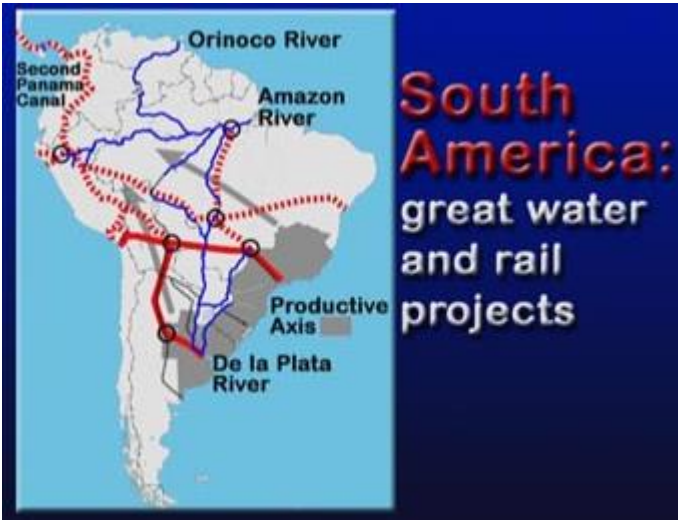 Orinoco River
Second
Panama
Canal
Amazon
River
Productive
Axis
De la Plata
River
South
America:
great water
and rail
projects